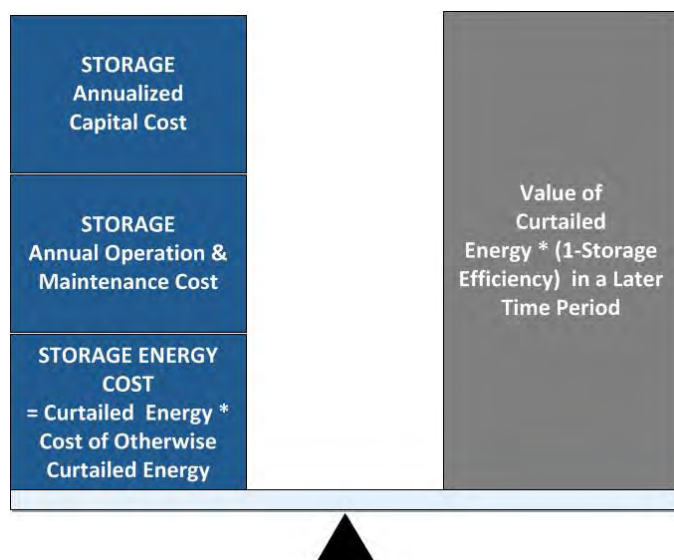 STORAGE
Annualized
Capital Cost
STORAGE
Annual Operation &
Maintenance Cost
STORAGE ENERGY
COST
= Curtailed Energy *
Cost of Otherwise
Curtailed Energy
Value of
Curtailed
Energy * (1-Storage
Efficiency) in a Later
Time Period